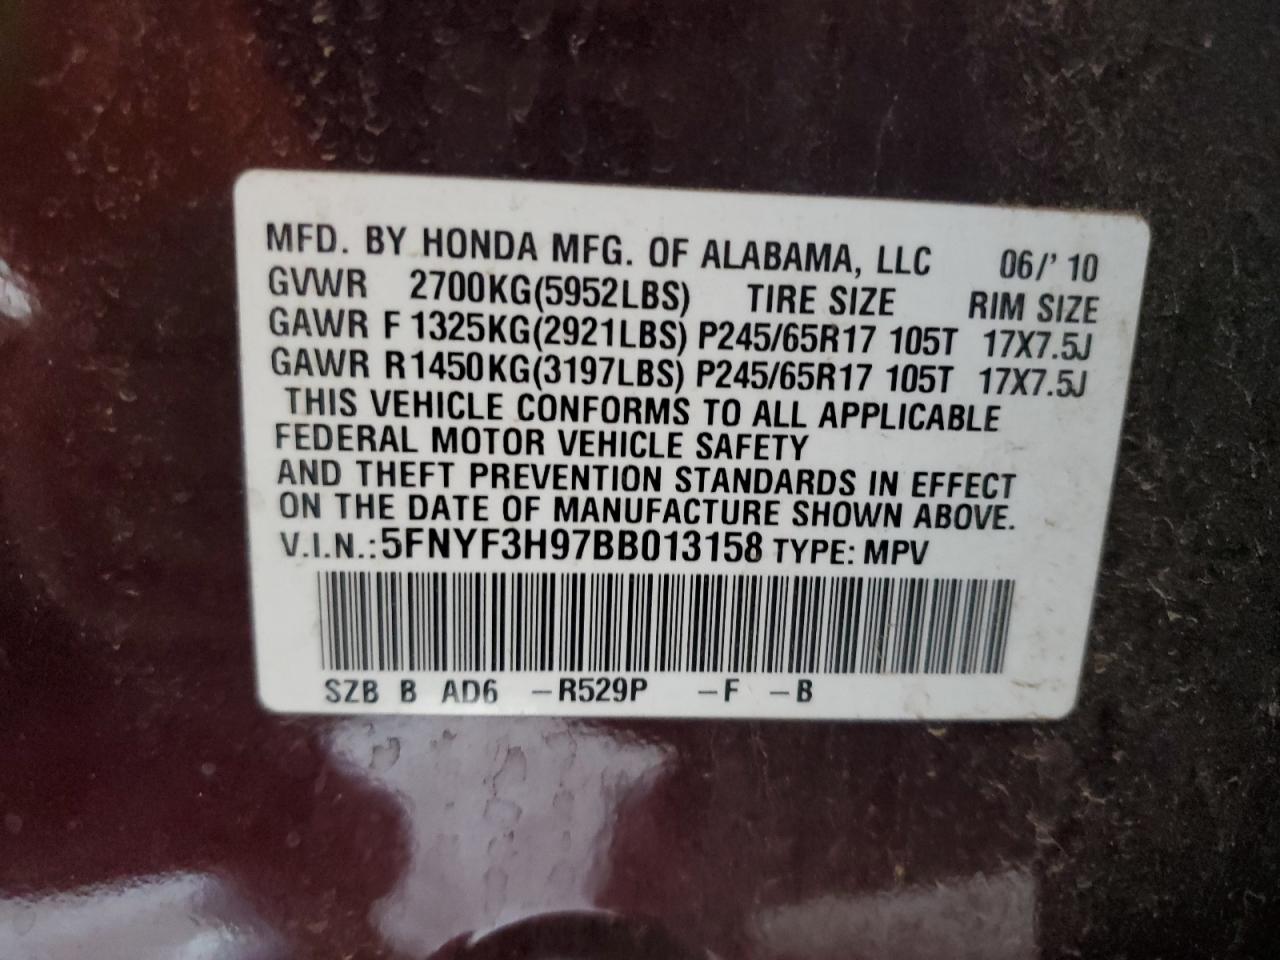 MFD. BY HONDA MFG. OF ALABAMA, LLC 06/' 10
GVWR 2700KG(5952LBS) TIRE SIZE RIM SIZE
GAWR F 1325KG(2921LBS) P245/65R17 105T 17X7.5J
GAWR R1450KG(3197LBS) P245/65R17 105T 17X7.5J
THIS VEHICLE CONFORMS TO ALL APPLICABLE
FEDERAL MOTOR VEHICLE SAFETY
AND THEFT PREVENTION STANDARDS IN EFFECT
ON THE DATE OF MANUFACTURE SHOWN ABOVE.
V.I.N.:5FNYF3H97BB013158 TYPE: MPV
SZB B AD6 -R529P -F -B